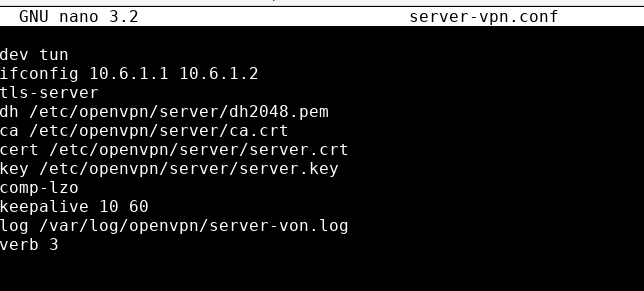 GNU nano 3.2 server-vpn.conf
dev tun
ifconfig 10.6.1.1 10.6.1.2
tls-server
dh /etc/openvpn/server/dh2048.pem
ca /etc/openvpn/server/ca.crt
cert /etc/openvpn/server/server.crt
key /etc/openvpn/server/server.key
comp-lzo
keepalive 10 60
log /var/log/openvpn/server-von.log
verb 3